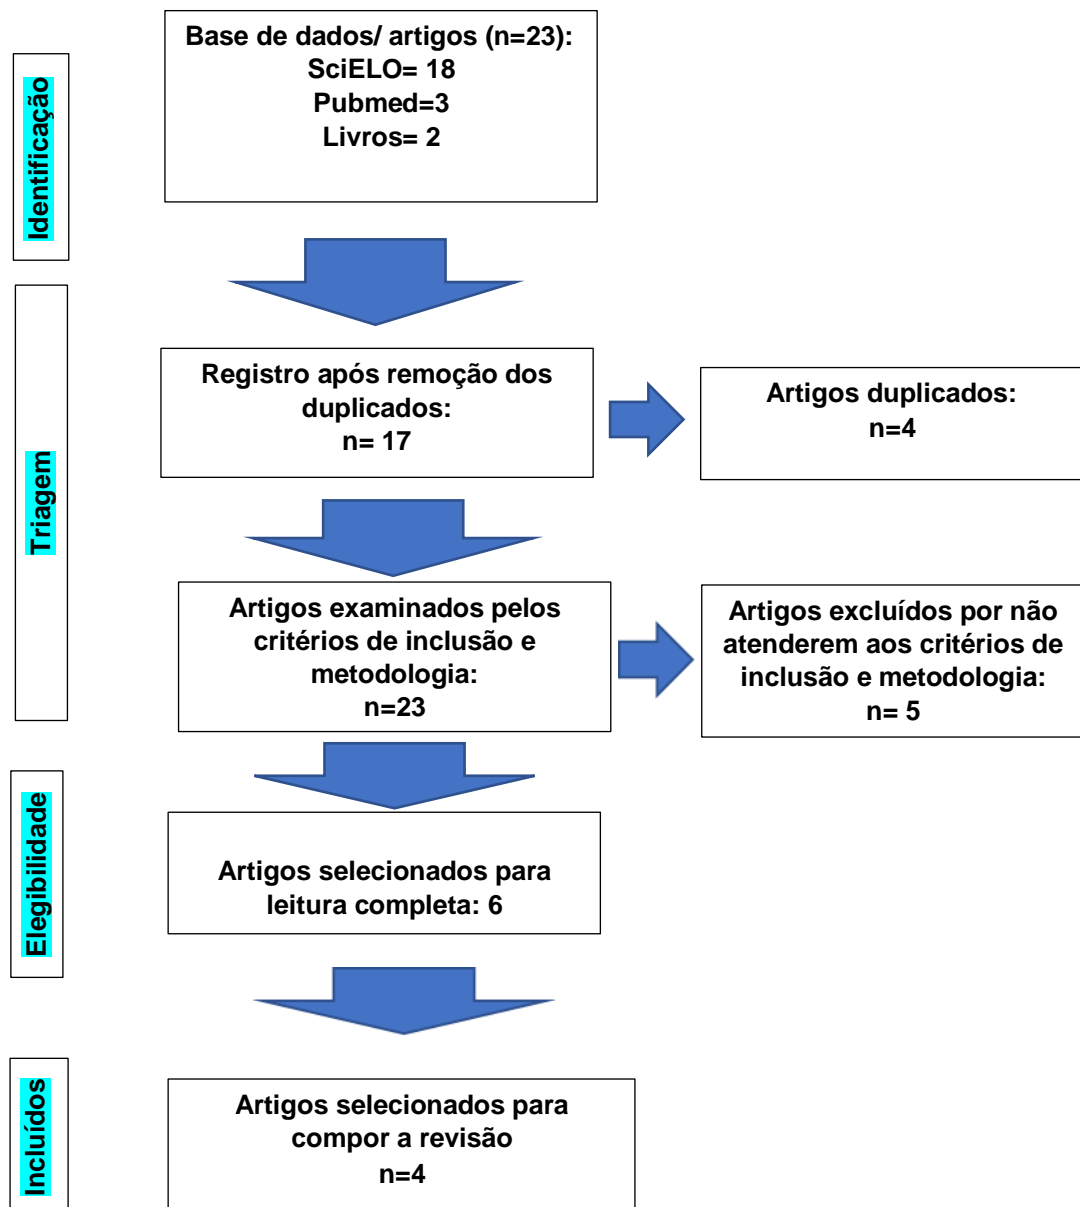 Identificação
Base de dados/ artigos (n=23):
SciELO= 18
Pubmed=3
Livros= 2
Triagem
Registro após remoção dos
duplicados:
n= 17
Artigos duplicados:
n=4
Artigos examinados pelos
critérios de inclusão e
metodologia:
n=23
Artigos excluídos por não
atenderem aos critérios de
inclusão e metodologia:
n= 5
Elegibilidade
Artigos selecionados para
leitura completa: 6
Incluídos
Artigos selecionados para
compor a revisão
n=4